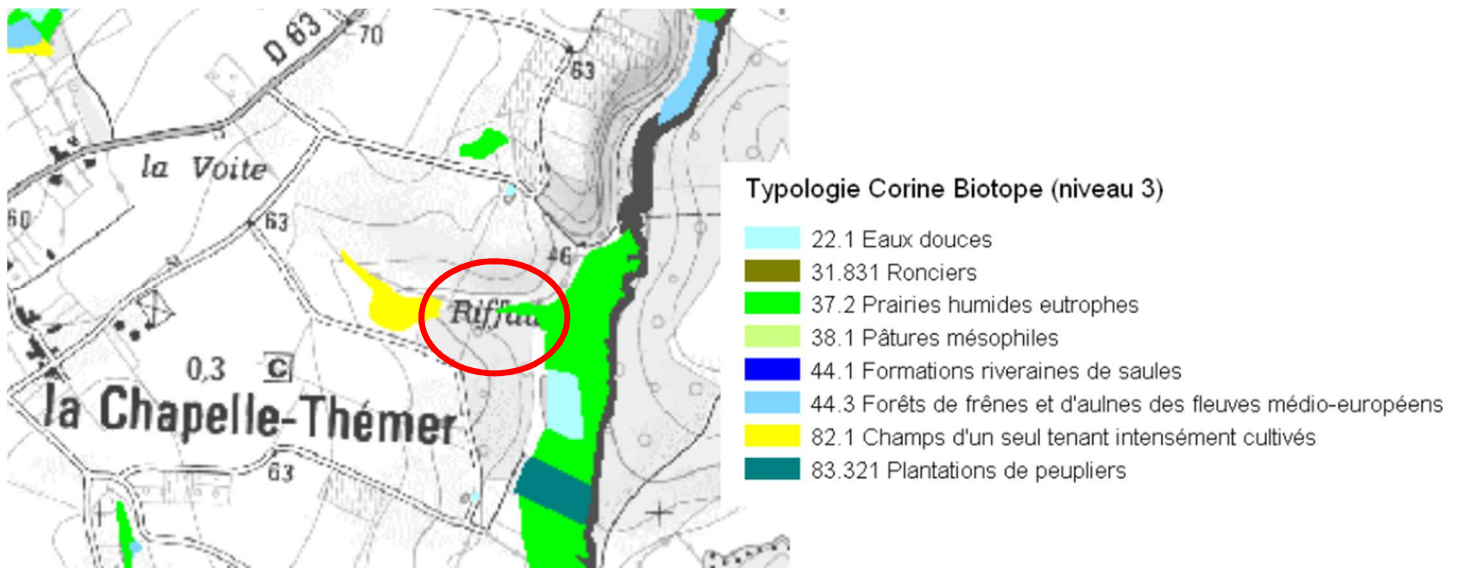 D 63
70
63
la Voite
60
63
46
0,3 C
la Chapelle-Thémer
63
Typologie Corine Biotope (niveau 3)
22.1 Eaux douces
31.831 Ronciers
37.2 Prairies humides eutrophes
38.1 Pâtures mésophiles
44.1 Formations riveraines de saules
44.3 Forêts de frênes et d'aulnes des fleuves médio-européens
82.1 Champs d'un seul tenant intensément cultivés
83.321 Plantations de peupliers